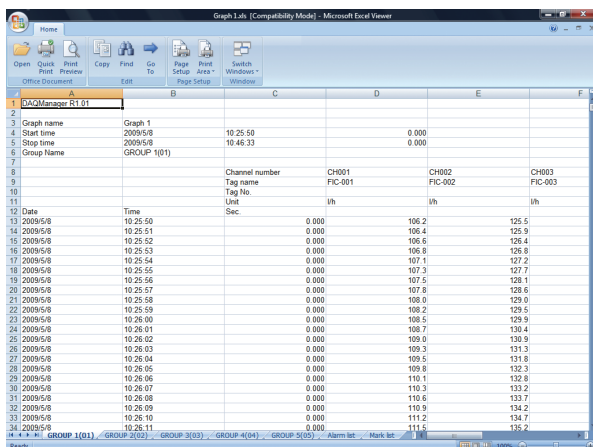 Graph 1.xls [Compatibility Mode] - Microsoft Excel Viewer
Home
Open Quick Print Print Preview Copy Find Go To Page Setup Print Area Switch Windows
Office Document Edit Page Setup Window
A B C D E F
1 DAQManager R1.01
2
3 Graph name Graph 1
4 Start time 2009/5/8 10:25:50 0.000
5 Stop time 2009/5/8 10:46:33 0.000
6 Group Name GROUP 1(01)
7
8 Channel number CH001 CH002 CH003
9 Tag name FIC-001 FIC-002 FIC-003
10 Tag No.
11 Unit l/h l/h l/h
12 Date Time Sec.
13 2009/5/8 10:25:50 0.000 106.2 125.5
14 2009/5/8 10:25:51 0.000 106.4 125.9
15 2009/5/8 10:25:52 0.000 106.6 126.4
16 2009/5/8 10:25:53 0.000 106.8 126.8
17 2009/5/8 10:25:54 0.000 107.1 127.2
18 2009/5/8 10:25:55 0.000 107.3 127.7
19 2009/5/8 10:25:56 0.000 107.5 128.1
20 2009/5/8 10:25:57 0.000 107.8 128.6
21 2009/5/8 10:25:58 0.000 108.0 129.0
22 2009/5/8 10:25:59 0.000 108.2 129.5
23 2009/5/8 10:26:00 0.000 108.5 129.9
24 2009/5/8 10:26:01 0.000 108.7 130.4
25 2009/5/8 10:26:02 0.000 109.0 130.9
26 2009/5/8 10:26:03 0.000 109.3 131.3
27 2009/5/8 10:26:04 0.000 109.5 131.8
28 2009/5/8 10:26:05 0.000 109.8 132.3
29 2009/5/8 10:26:06 0.000 110.1 132.8
30 2009/5/8 10:26:07 0.000 110.3 133.2
31 2009/5/8 10:26:08 0.000 110.6 133.7
32 2009/5/8 10:26:09 0.000 110.9 134.2
33 2009/5/8 10:26:10 0.000 111.2 134.7
34 2009/5/8 10:26:11 0.000 111.5 135.2
GROUP 1(01) GROUP 2(02) GROUP 3(03) GROUP 4(04) GROUP 5(05) Alarm list Mark list
Ready 100%